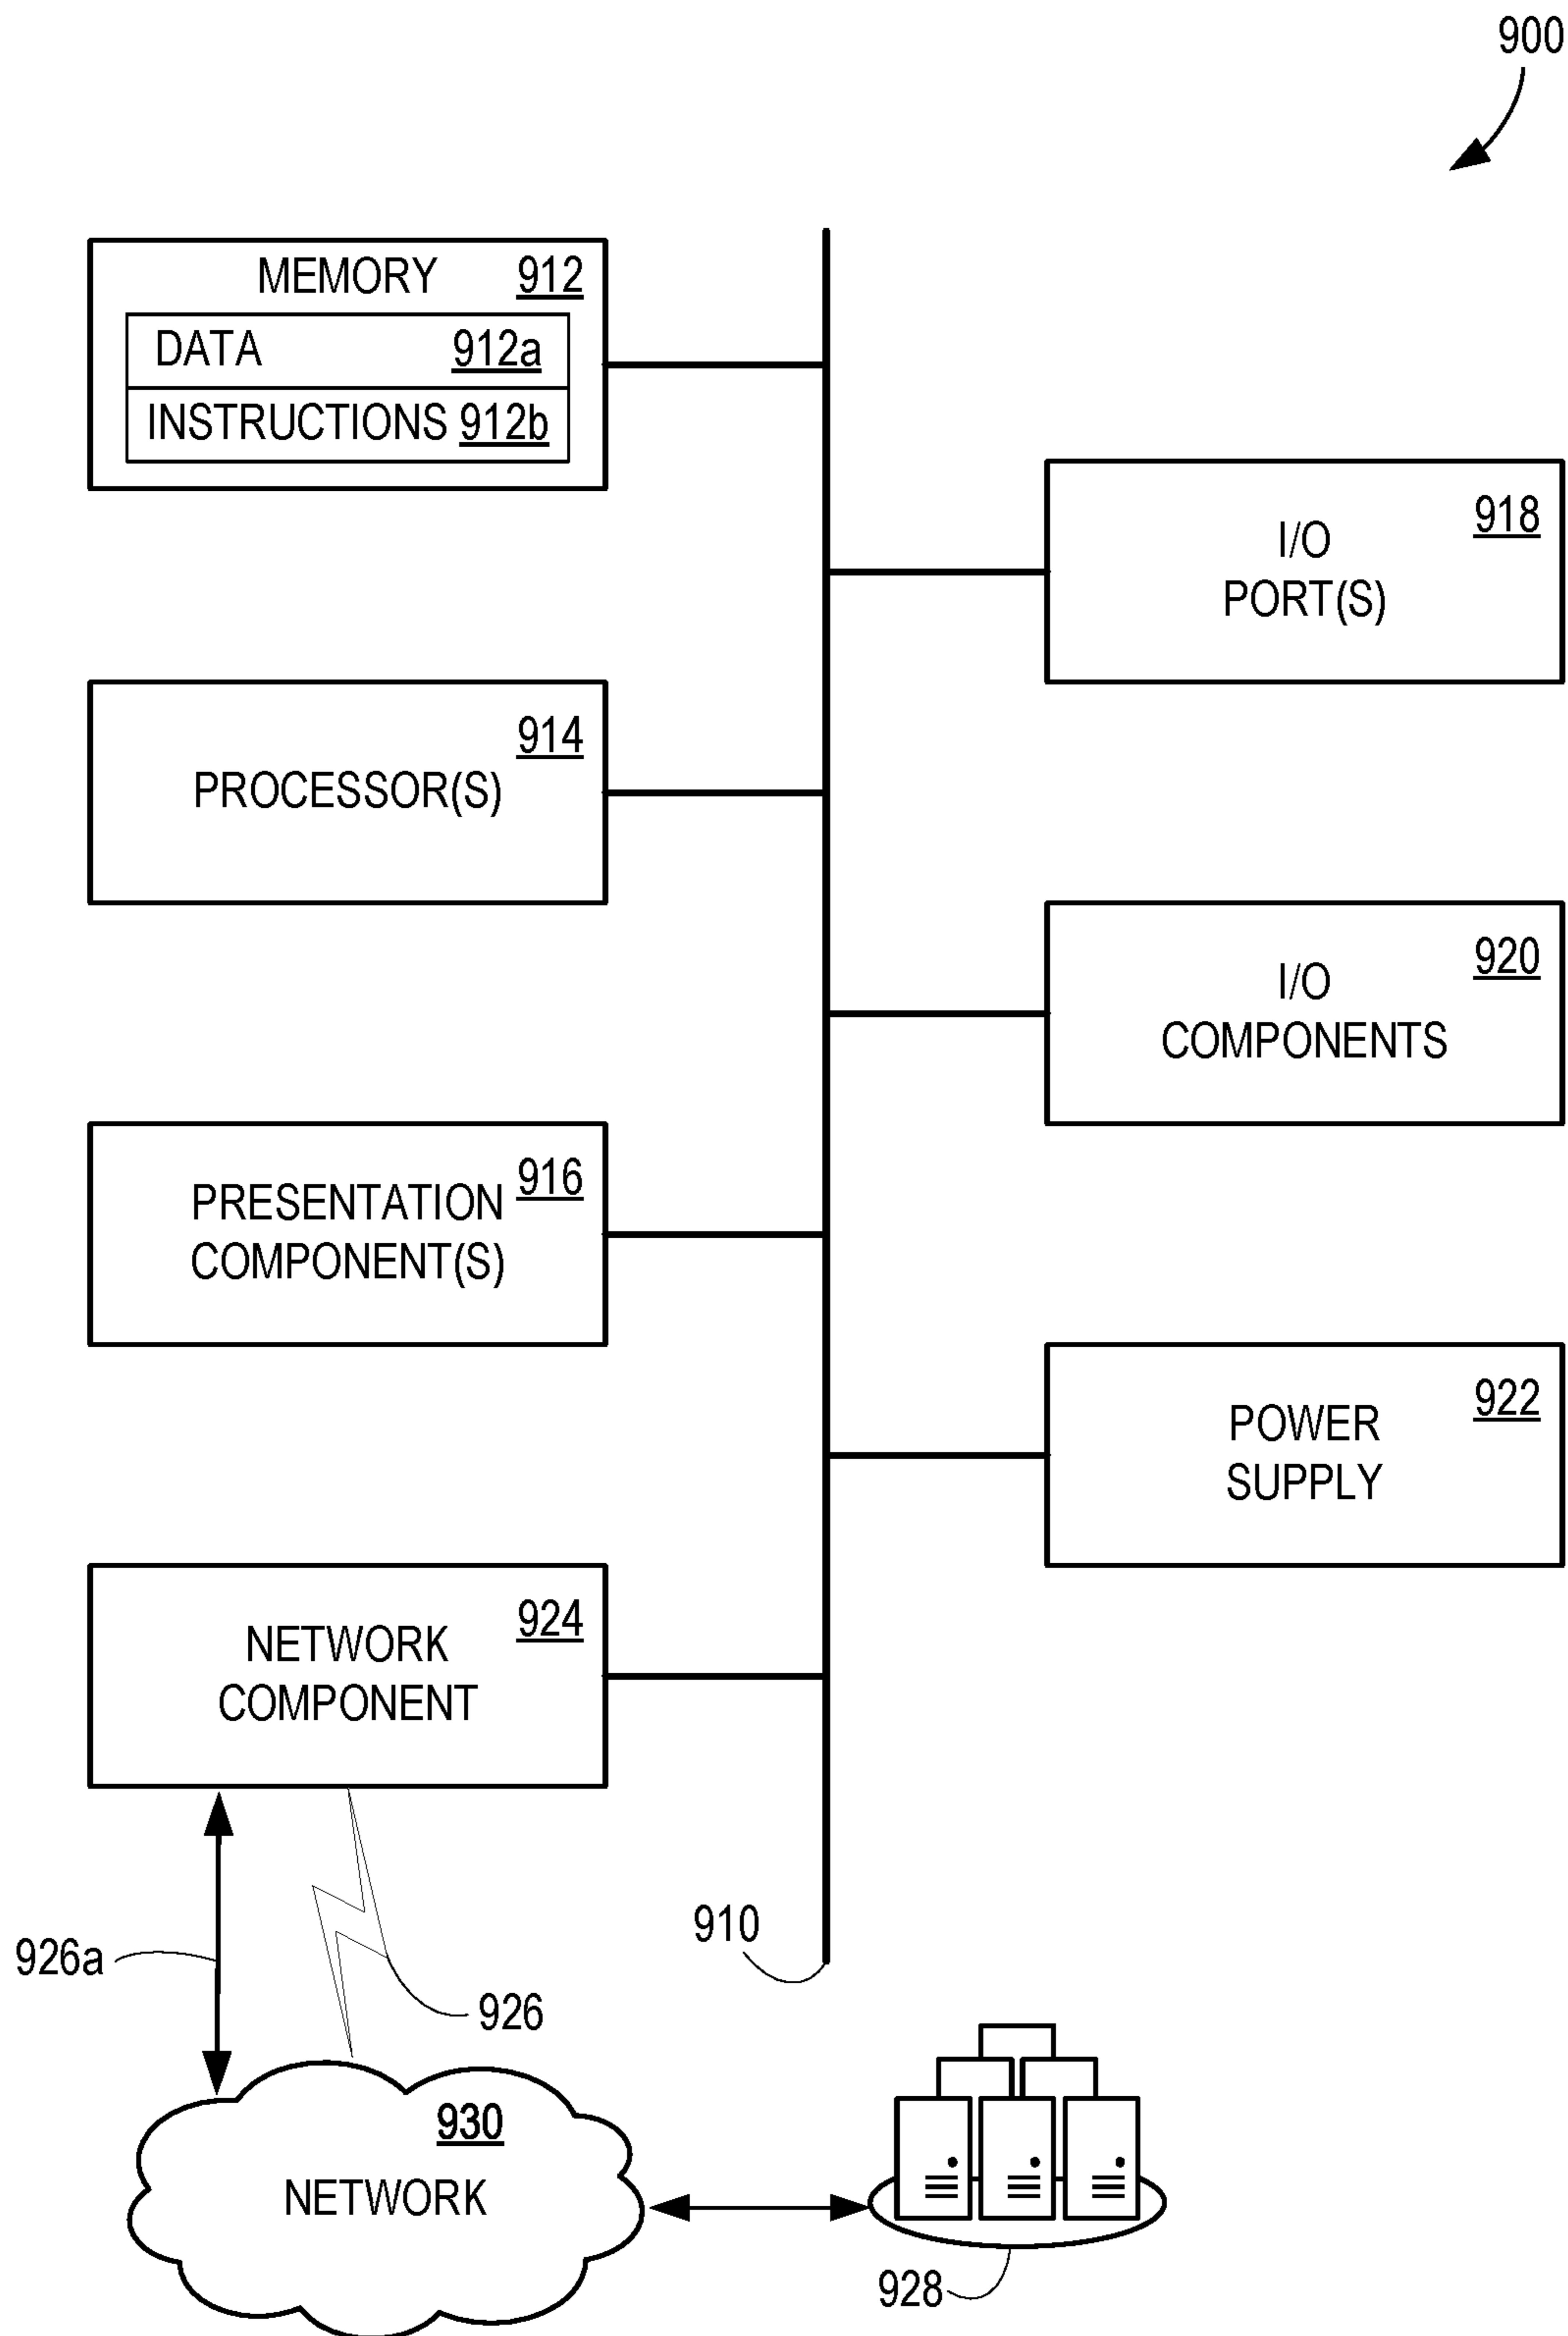 900
MEMORY 912
DATA 912a
INSTRUCTIONS 912b
918
I/O
PORT(S)
914
PROCESSOR(S)
920
I/O
COMPONENTS
916
PRESENTATION
COMPONENT(S)
922
POWER
SUPPLY
924
NETWORK
COMPONENT
910
926a
926
930
NETWORK
928